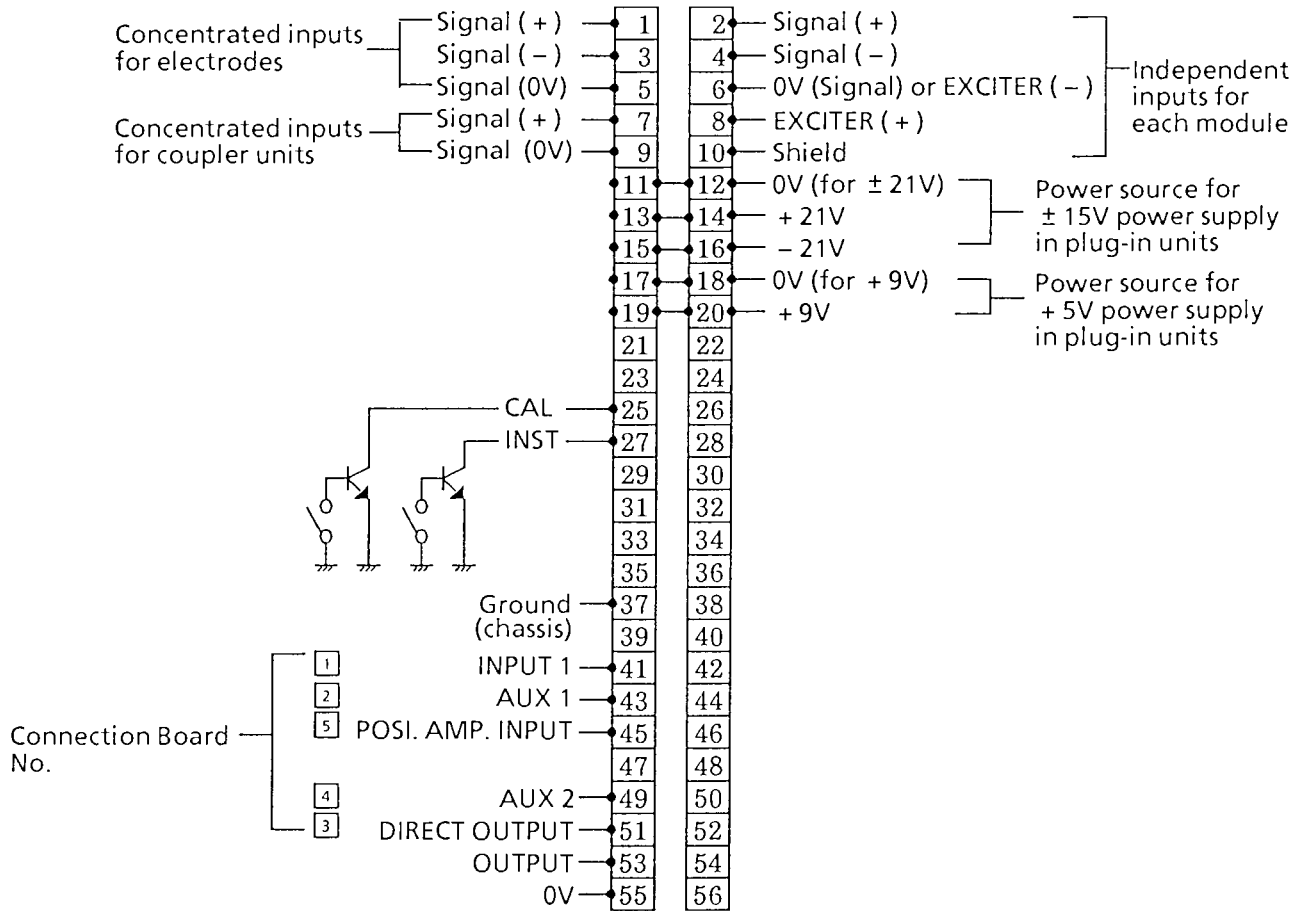 Concentrated inputs
for electrodes
Signal ( + ) 1 2 Signal ( + )
Signal ( − ) 3 4 Signal ( − )
Signal (0V) 5 6 0V (Signal) or EXCITER ( − )
Independent
inputs for
each module
Concentrated inputs
for coupler units
Signal ( + ) 7 8 EXCITER ( + )
Signal (0V) 9 10 Shield
11 12 0V (for ± 21V)
13 14 + 21V
15 16 − 21V
Power source for
± 15V power supply
in plug-in units
17 18 0V (for + 9V)
19 20 + 9V
Power source for
+ 5V power supply
in plug-in units
21 22
23 24
CAL 25 26
INST 27 28
29 30
31 32
33 34
35 36
Ground
(chassis)
37 38
39 40
Connection Board
No.
1 INPUT 1 41 42
2 AUX 1 43 44
5 POSI. AMP. INPUT 45 46
47 48
4 AUX 2 49 50
3 DIRECT OUTPUT 51 52
OUTPUT 53 54
0V 55 56